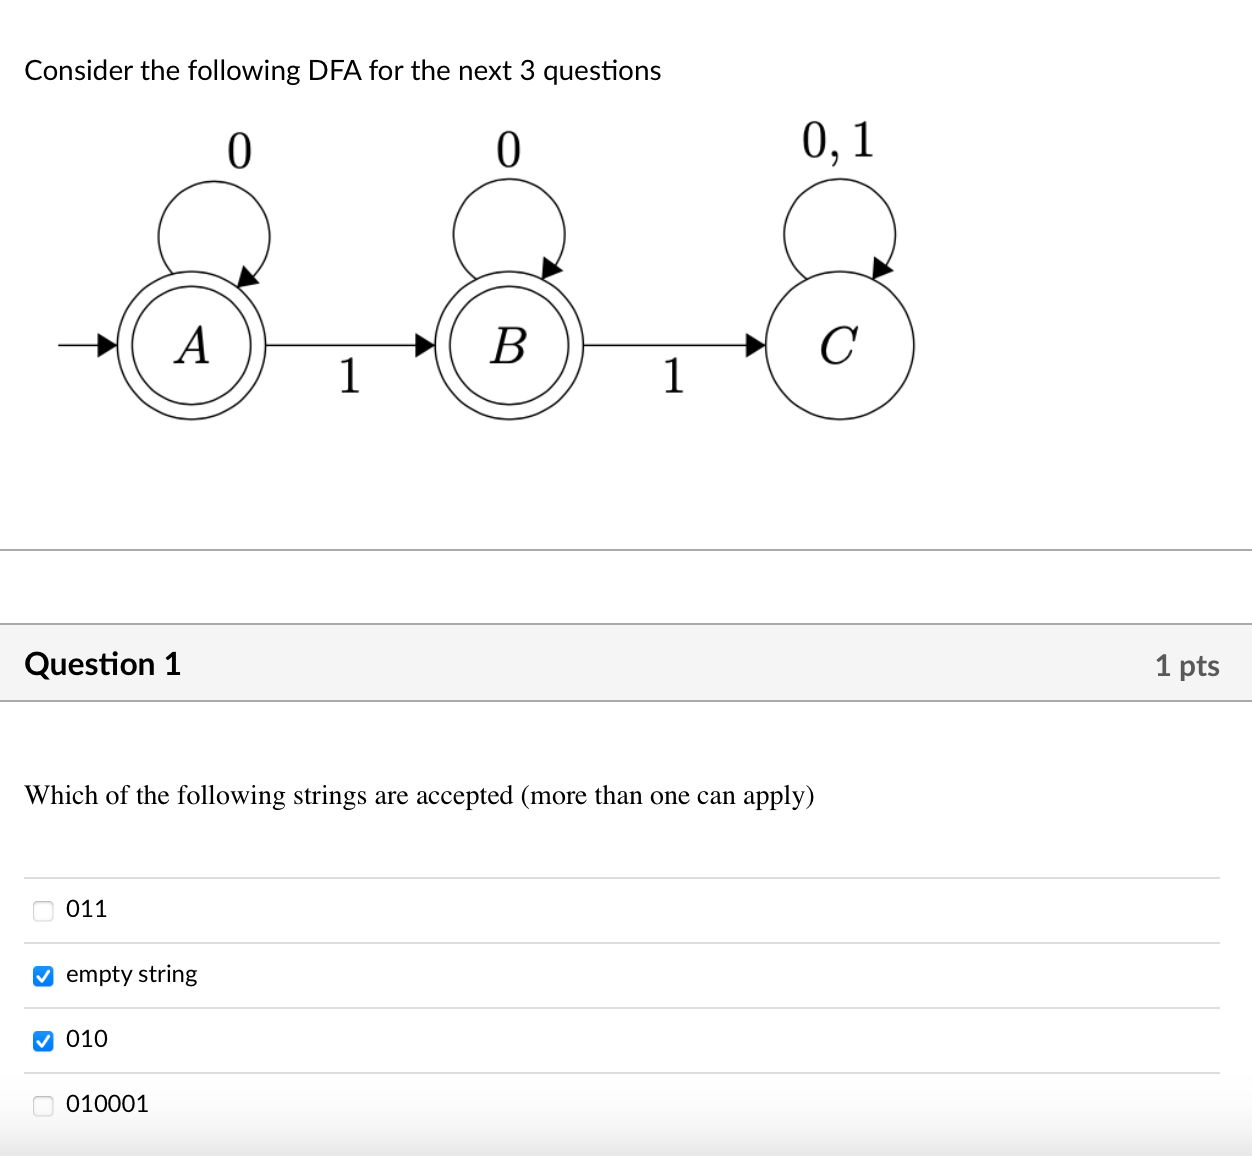 Consider the following DFA for the next 3 questions
0 0 0, 1
A B C
1 1
Question 1 1 pts
Which of the following strings are accepted (more than one can apply)
011
empty string
010
010001